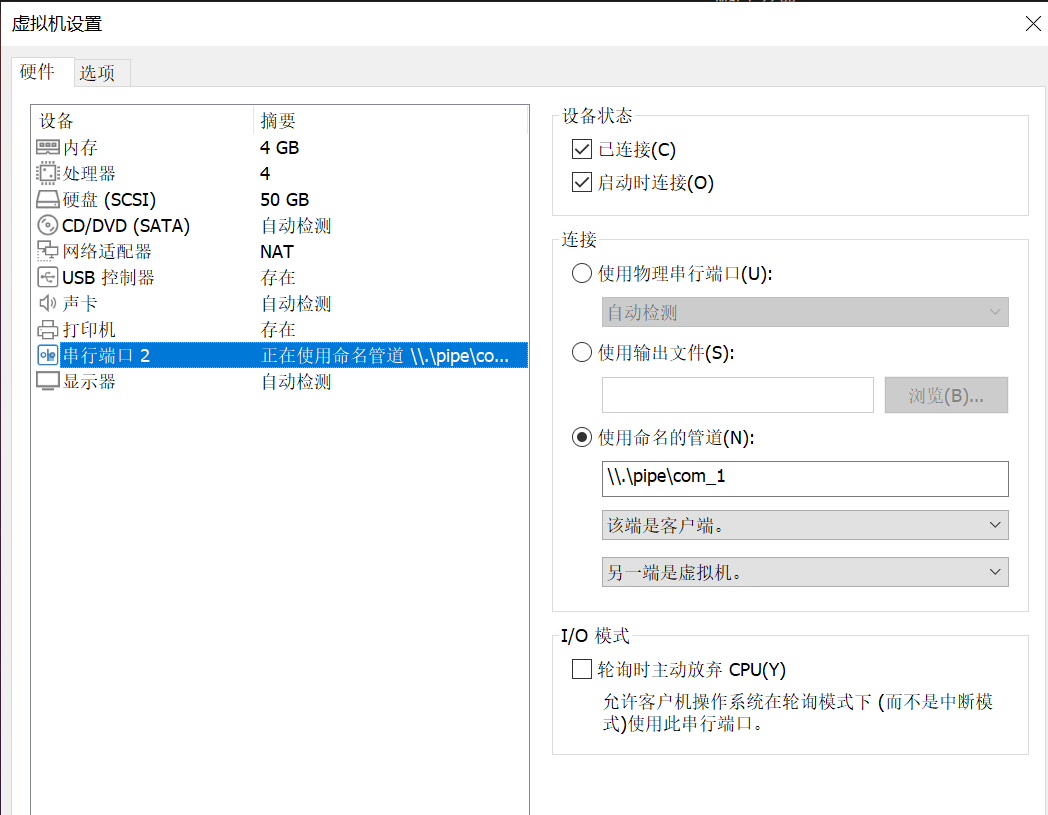 虚拟机设置
硬件 选项
设备 摘要
内存 4 GB
处理器 4
硬盘 (SCSI) 50 GB
CD/DVD (SATA) 自动检测
网络适配器 NAT
USB 控制器 存在
声卡 自动检测
打印机 存在
串行端口 2 正在使用命名管道 \\.\pipe\co...
显示器 自动检测
设备状态
已连接(C)
启动时连接(O)
连接
使用物理串行端口(U):
自动检测
使用输出文件(S):
浏览(B)...
使用命名的管道(N):
\\.\pipe\com_1
该端是客户端。
另一端是虚拟机。
I/O 模式
轮询时主动放弃 CPU(Y)
允许客户机操作系统在轮询模式下 (而不是中断模
式)使用此串行端口。